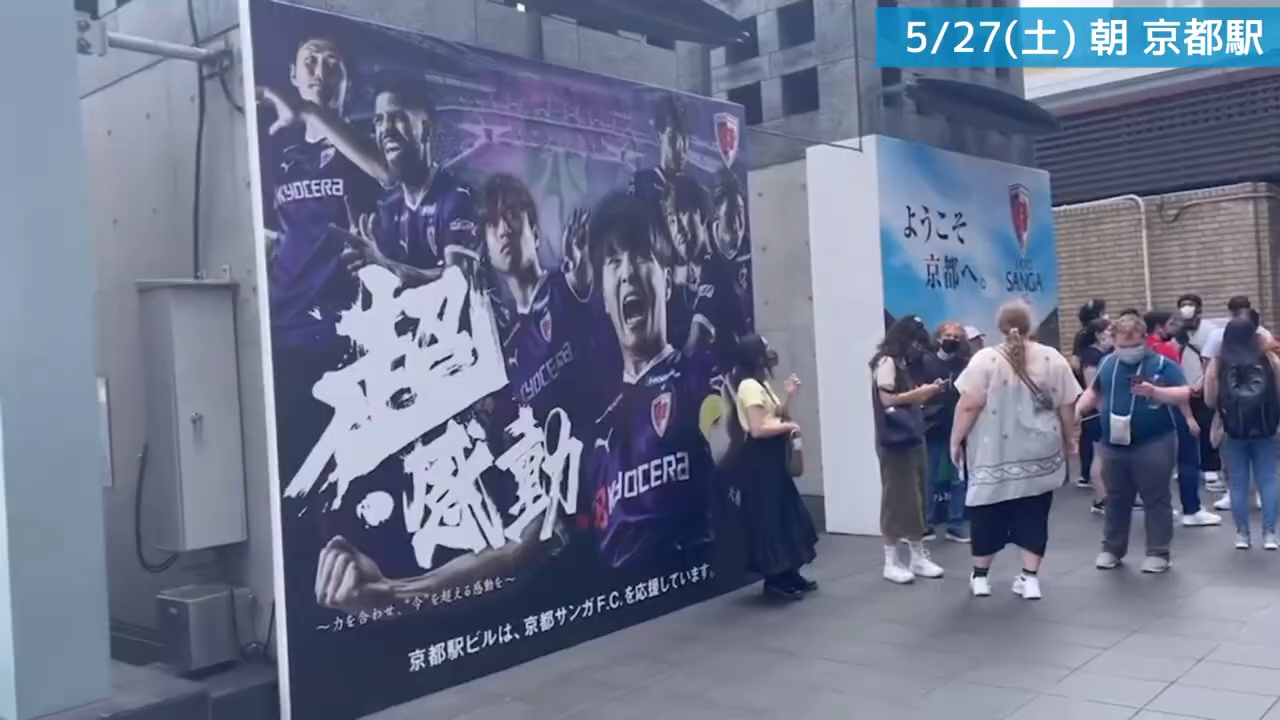 5/27(土) 朝 京都駅
KYOCERA
超
感動
KYOCERA
KYOCERA
～力を合わせ、“今”を超える感動を～
京都駅ビルは、京都サンガF.C.を応援しています。
ようこそ
京都へ。
SANGA